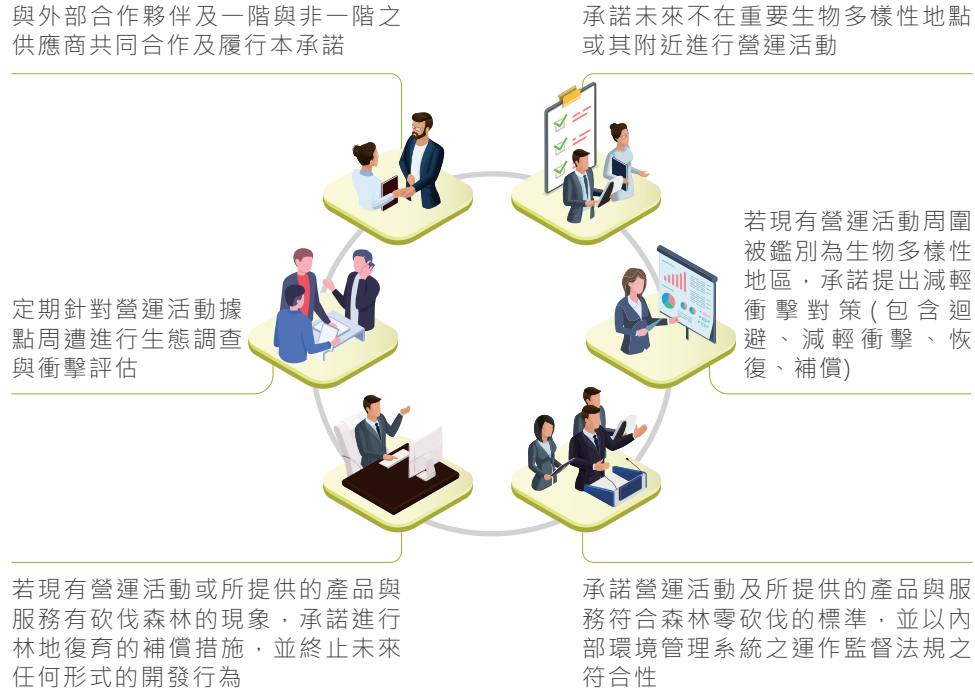 與外部合作夥伴及一階與非一階之
供應商共同合作及履行本承諾
承諾未來不在重要生物多樣性地點
或其附近進行營運活動
若現有營運活動周圍
被鑑別為生物多樣性
地區，承諾提出減輕
衝擊對策(包含迴
避、減輕衝擊、恢
復、補償)
定期針對營運活動據
點周遭進行生態調查
與衝擊評估
若現有營運活動或所提供的產品與
服務有砍伐森林的現象，承諾進行
林地復育的補償措施，並終止未來
任何形式的開發行為
承諾營運活動及所提供的產品與服
務符合森林零砍伐的標準，並以內
部環境管理系統之運作監督法規之
符合性